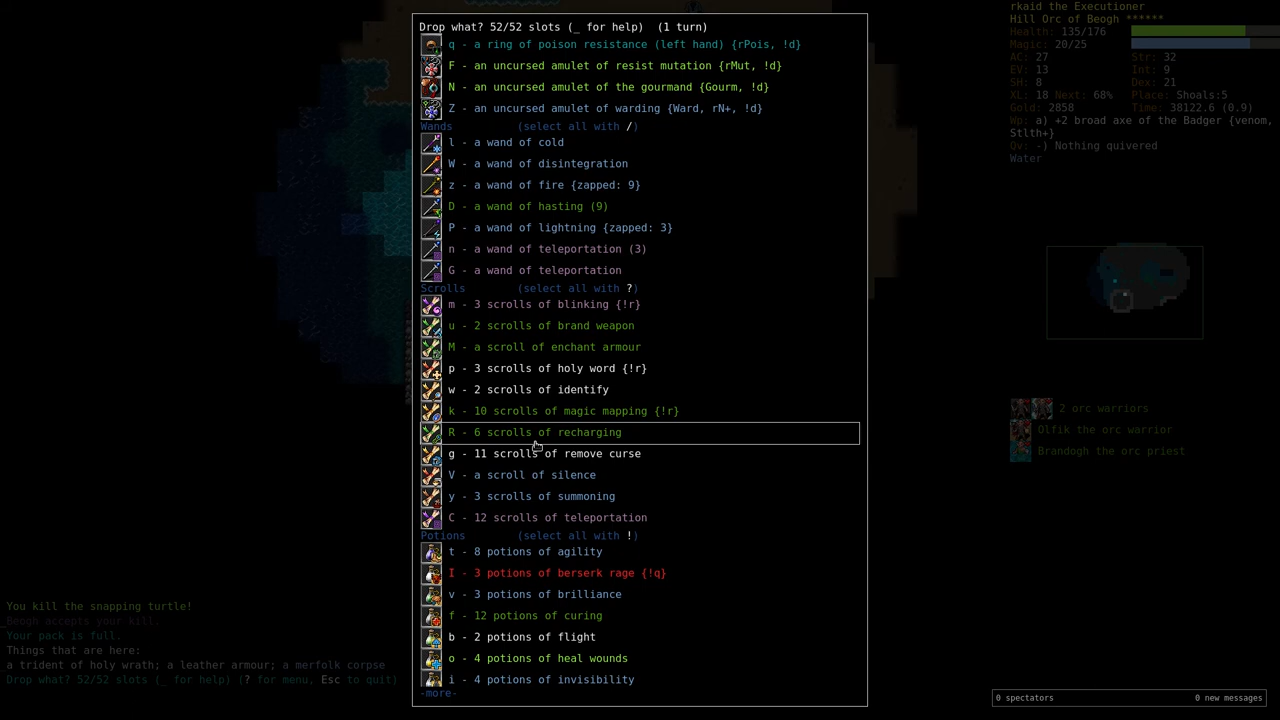 Drop what? 52/52 slots (_ for help)  (1 turn)
q - a ring of poison resistance (left hand) {rPois, !d}
F - an uncursed amulet of resist mutation {rMut, !d}
N - an uncursed amulet of the gourmand {Gourm, !d}
Z - an uncursed amulet of warding {Ward, rN+, !d}
Wands (select all with /)
l - a wand of cold
W - a wand of disintegration
z - a wand of fire {zapped: 9}
D - a wand of hasting (9)
P - a wand of lightning {zapped: 3}
n - a wand of teleportation (3)
G - a wand of teleportation
Scrolls (select all with ?)
m - 3 scrolls of blinking {!r}
u - 2 scrolls of brand weapon
M - a scroll of enchant armour
p - 3 scrolls of holy word {!r}
w - 2 scrolls of identify
k - 10 scrolls of magic mapping {!r}
R - 6 scrolls of recharging
g - 11 scrolls of remove curse
V - a scroll of silence
y - 3 scrolls of summoning
C - 12 scrolls of teleportation
Potions (select all with !)
t - 8 potions of agility
I - 3 potions of berserk rage {!q}
v - 3 potions of brilliance
f - 12 potions of curing
b - 2 potions of flight
o - 4 potions of heal wounds
i - 4 potions of invisibility
-more-
rkaid the Executioner
Hill Orc of Beogh ******
Health: 135/176
Magic: 20/25
AC: 27 Str: 32
EV: 13 Int: 9
SH: 8 Dex: 21
XL: 18 Next: 68% Place: Shoals:5
Gold: 2858 Time: 38122.6 (0.9)
Wp: a) +2 broad axe of the Badger {venom,
Stlth+}
Qv: -) Nothing quivered
Water
2 orc warriors
Olfik the orc warrior
Brandogh the orc priest
You kill the snapping turtle!
_Beogh accepts your kill.
Your pack is full.
Things that are here:
a trident of holy wrath; a leather armour; a merfolk corpse
Drop what? 52/52 slots (_ for help) (? for menu, Esc to quit)
0 spectators 0 new messages